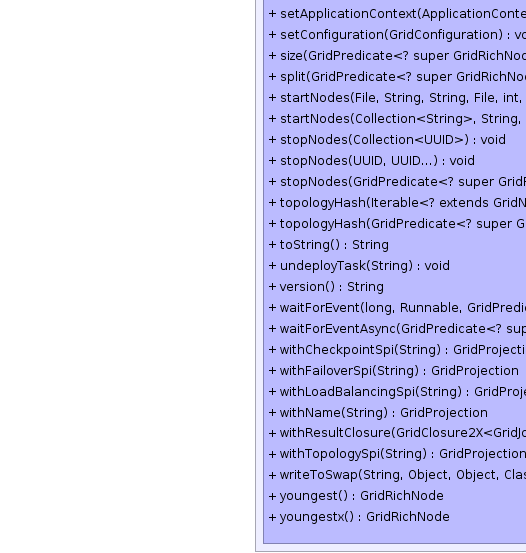 + setApplicationContext(ApplicationConte
+ setConfiguration(GridConfiguration) : vo
+ size(GridPredicate<? super GridRichNo
+ split(GridPredicate<? super GridRichNo
+ startNodes(File, String, String, File, int,
+ startNodes(Collection<String>, String,
+ stopNodes(Collection<UUID>) : void
+ stopNodes(UUID, UUID...) : void
+ stopNodes(GridPredicate<? super Grid
+ topologyHash(Iterable<? extends GridN
+ topologyHash(GridPredicate<? super G
+ toString() : String
+ undeployTask(String) : void
+ version() : String
+ waitForEvent(long, Runnable, GridPredi
+ waitForEventAsync(GridPredicate<? sup
+ withCheckpointSpi(String) : GridProjecti
+ withFailoverSpi(String) : GridProjection
+ withLoadBalancingSpi(String) : GridProje
+ withName(String) : GridProjection
+ withResultClosure(GridClosure2X<GridJo
+ withTopologySpi(String) : GridProjection
+ writeToSwap(String, Object, Object, Clas
+ youngest() : GridRichNode
+ youngestx() : GridRichNode